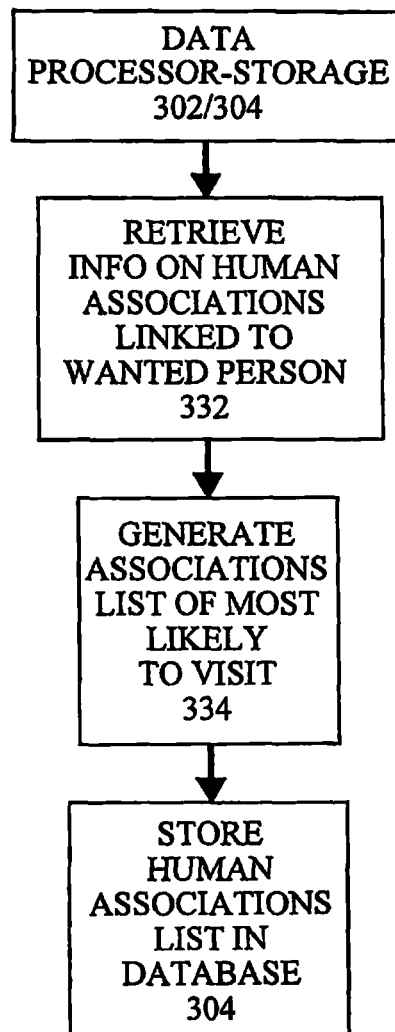 DATA
PROCESSOR-STORAGE
302/304
RETRIEVE
INFO ON HUMAN
ASSOCIATIONS
LINKED TO
WANTED PERSON
332
GENERATE
ASSOCIATIONS
LIST OF MOST
LIKELY
TO VISIT
334
STORE
HUMAN
ASSOCIATIONS
LIST IN
DATABASE
304